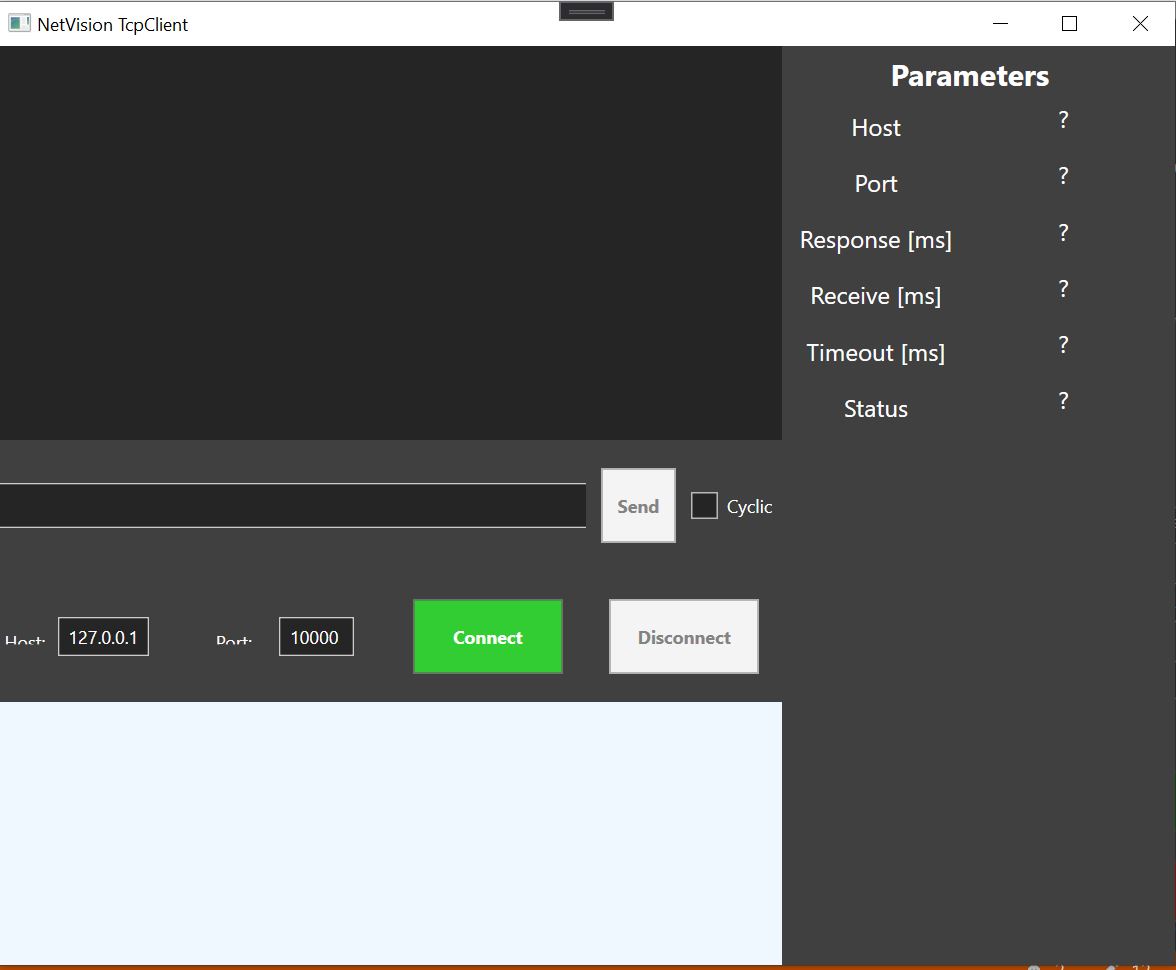 NetVision TcpClient
Parameters
Host ?
Port ?
Response [ms] ?
Receive [ms] ?
Timeout [ms] ?
Status ?
Send Cyclic
Host: 127.0.0.1 Port: 10000 Connect Disconnect